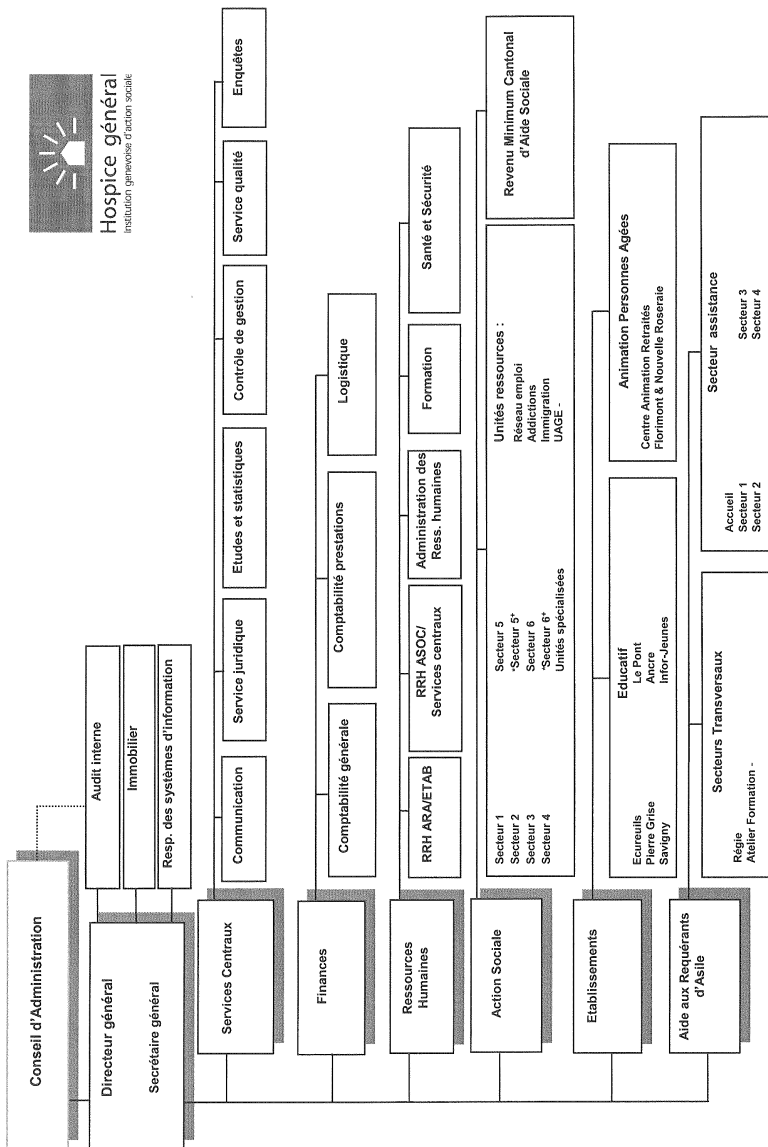 Hospice général
Institution genevoise d'action sociale
Conseil d'Administration
Directeur général
Secrétaire général
Audit interne
Immobilier
Resp. des systèmes d'information
Services Centraux
Communication
Service juridique
Etudes et statistiques
Contrôle de gestion
Service qualité
Enquêtes
Finances
Comptabilité générale
Comptabilité prestations
Logistique
Ressources
Humaines
RRH ARA/ETAB
RRH ASOC/
Services centraux
Administration des
Ress. humaines
Formation
Santé et Sécurité
Action Sociale
Secteur 1
Secteur 2
Secteur 3
Secteur 4
Secteur 5
"Secteur 5+
Secteur 6
"Secteur 6+
Unités spécialisées
Unités ressources :
Réseau emploi
Addictions
Immigration
UAGE -
Revenu Minimum Cantonal
d'Aide Sociale
Etablissements
Ecureuils
Pierre Grise
Savigny
Educatif
Le Pont
Ancre
Infor-Jeunes
Animation Personnes Agées
Centre Animation Retraités
Florimont & Nouvelle Roseraie
Aide aux Requérants
d'Asile
Secteurs Transversaux
Régie
Atelier Formation -
Secteur assistance
Accueil
Secteur 1
Secteur 2
Secteur 3
Secteur 4